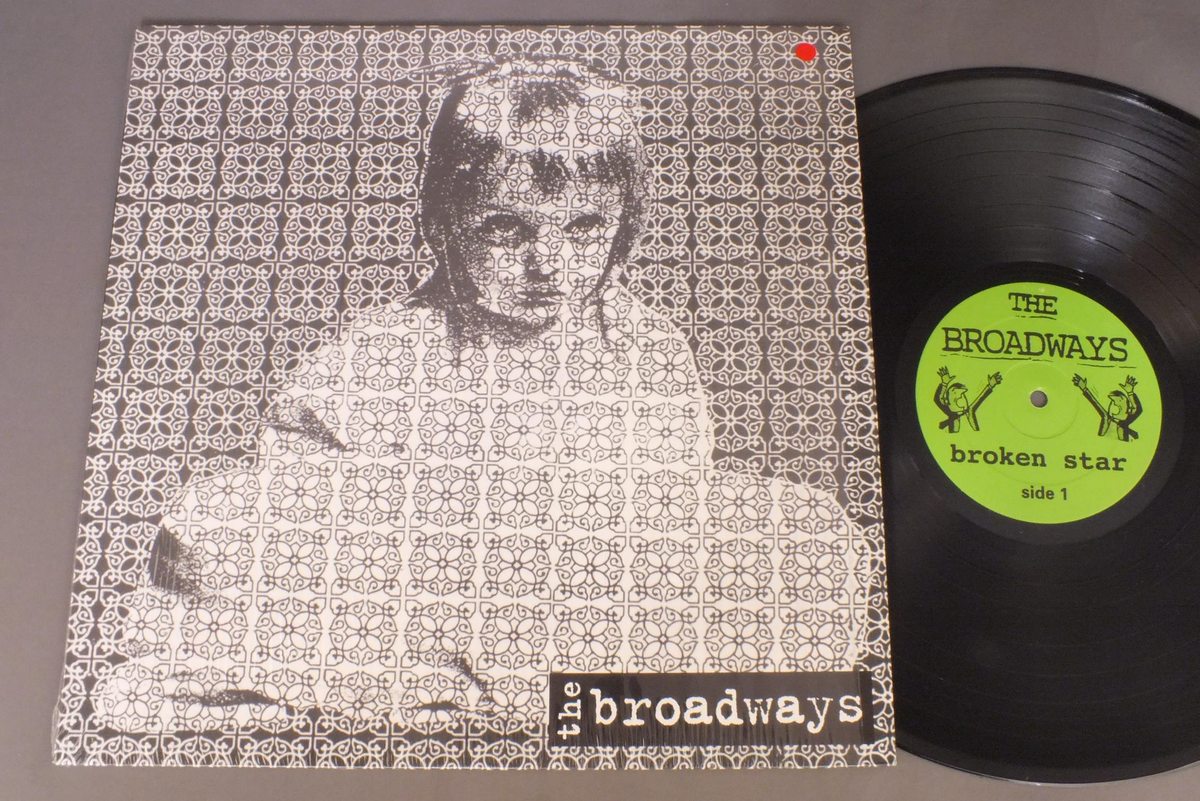 the broadways
THE
BROADWAYS
broken star
side 1